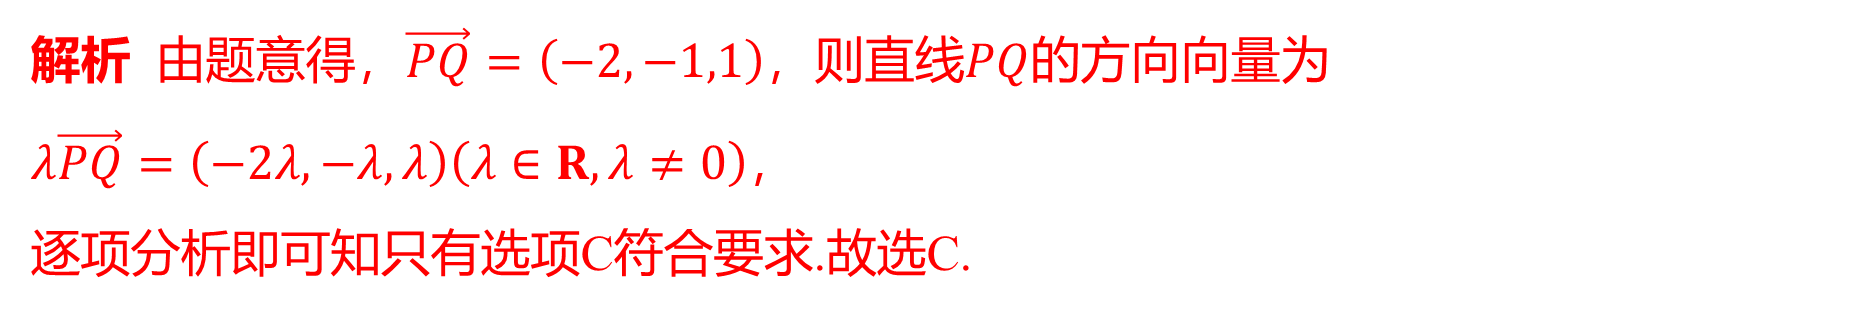 解析 由题意得，$\overrightarrow{PQ}=(-2,-1,1)$，则直线$PQ$的方向向量为
$\lambda\overrightarrow{PQ}=(-2\lambda,-\lambda,\lambda)(\lambda\in\mathbf{R},\lambda\neq0)$，
逐项分析即可知只有选项C符合要求.故选C.